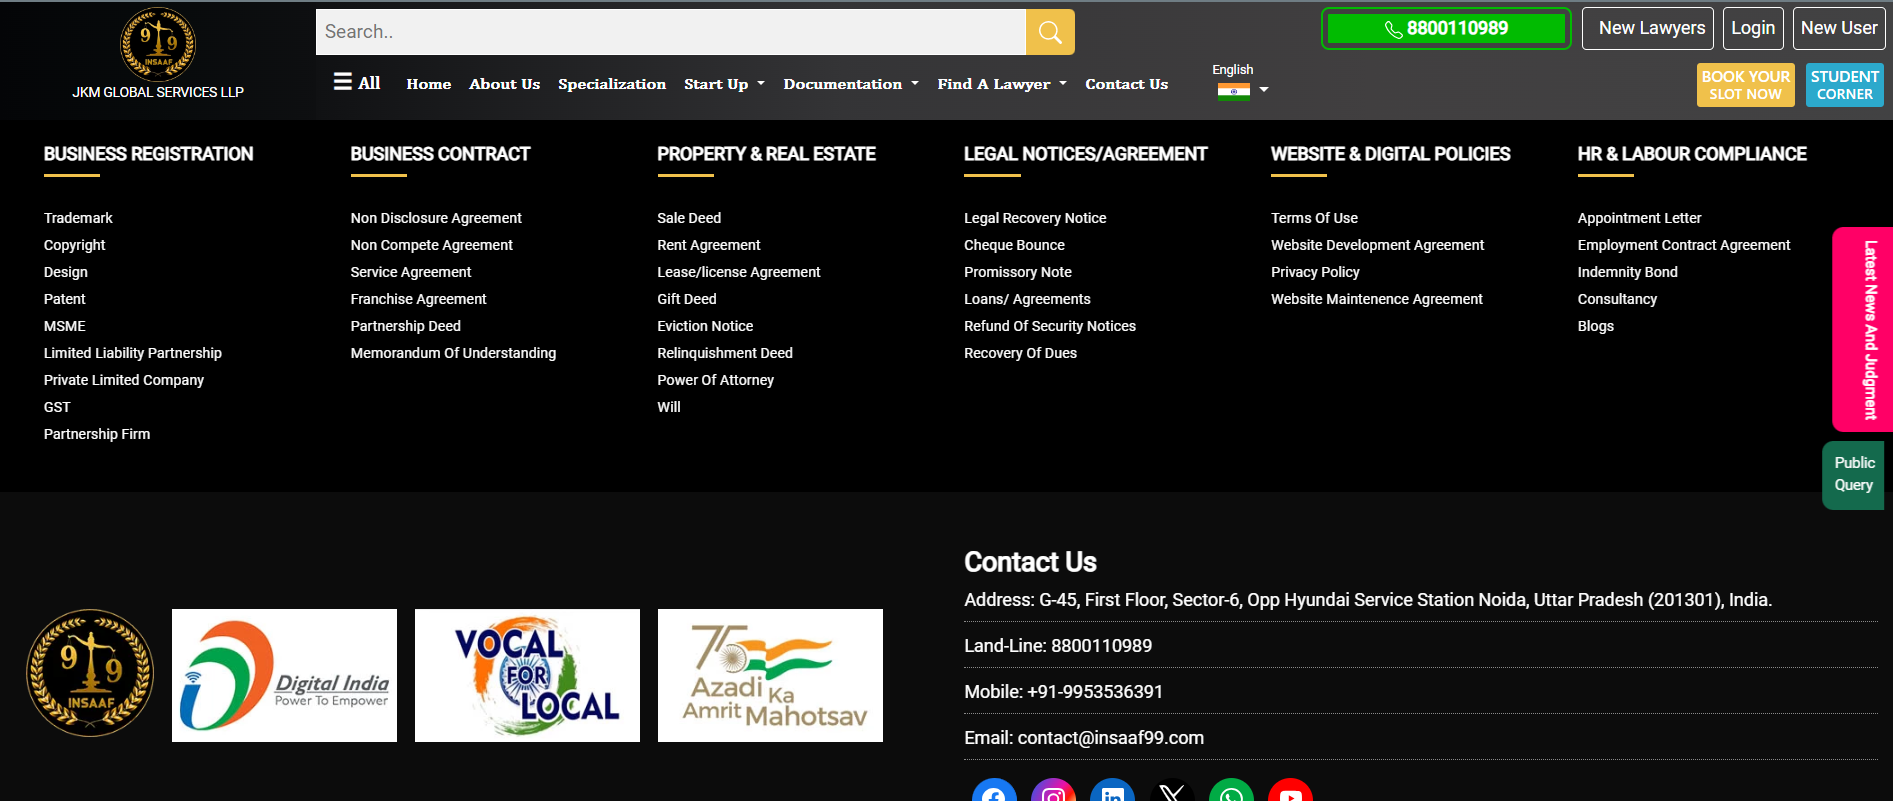 9 9
INSAAF
JKM GLOBAL SERVICES LLP
Search..
8800110989
New Lawyers
Login
New User
All
Home
About Us
Specialization
Start Up
Documentation
Find A Lawyer
Contact Us
English
BOOK YOUR
SLOT NOW
STUDENT
CORNER
BUSINESS REGISTRATION
Trademark
Copyright
Design
Patent
MSME
Limited Liability Partnership
Private Limited Company
GST
Partnership Firm
BUSINESS CONTRACT
Non Disclosure Agreement
Non Compete Agreement
Service Agreement
Franchise Agreement
Partnership Deed
Memorandum Of Understanding
PROPERTY & REAL ESTATE
Sale Deed
Rent Agreement
Lease/license Agreement
Gift Deed
Eviction Notice
Relinquishment Deed
Power Of Attorney
Will
LEGAL NOTICES/AGREEMENT
Legal Recovery Notice
Cheque Bounce
Promissory Note
Loans/ Agreements
Refund Of Security Notices
Recovery Of Dues
WEBSITE & DIGITAL POLICIES
Terms Of Use
Website Development Agreement
Privacy Policy
Website Maintenence Agreement
HR & LABOUR COMPLIANCE
Appointment Letter
Employment Contract Agreement
Indemnity Bond
Consultancy
Blogs
Latest News And Judgment
Public
Query
9 9
INSAAF
Digital India
Power To Empower
VOCAL
FOR
LOCAL
75
Azadi Ka
Amrit Mahotsav
Contact Us
Address: G-45, First Floor, Sector-6, Opp Hyundai Service Station Noida, Uttar Pradesh (201301), India.
Land-Line: 8800110989
Mobile: +91-9953536391
Email: contact@insaaf99.com